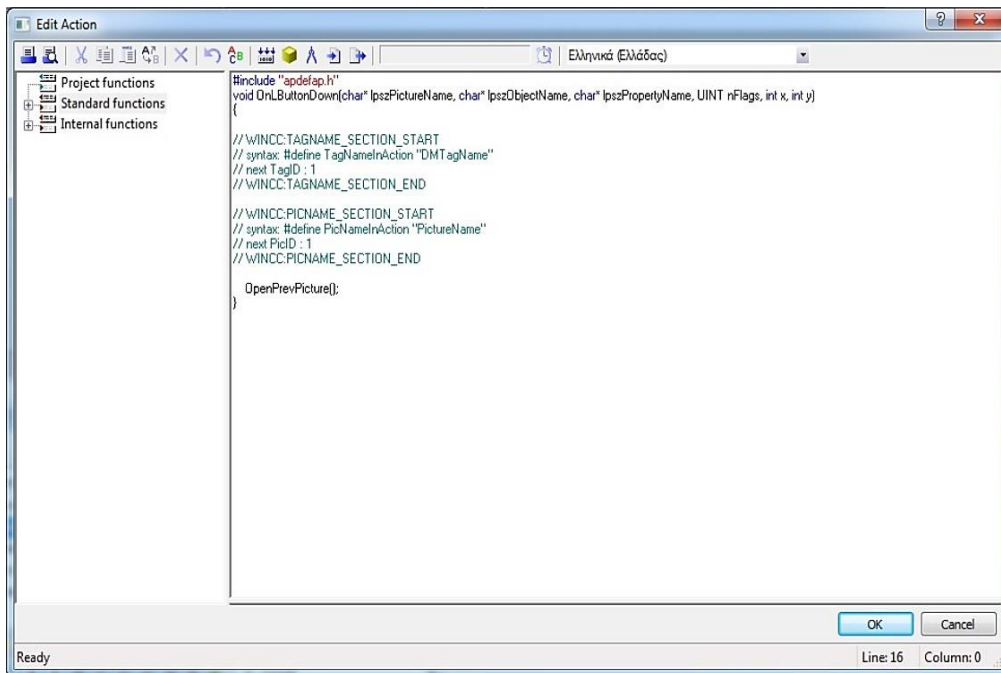 Edit Action
Ελληνικά (Ελλάδας)
Project functions
Standard functions
Internal functions
#include "apdefap.h"
void OnLButtonDown(char* lpszPictureName, char* lpszObjectName, char* lpszPropertyName, UINT nFlags, int x, int y)
{
// WINCC:TAGNAME_SECTION_START
// syntax: #define TagNameInAction "DMTagName"
// next TagID : 1
// WINCC:TAGNAME_SECTION_END
// WINCC:PICNAME_SECTION_START
// syntax: #define PicNameInAction "PictureName"
// next PicID : 1
// WINCC:PICNAME_SECTION_END
OpenPrevPicture();
}
OK
Cancel
Ready
Line: 16
Column: 0